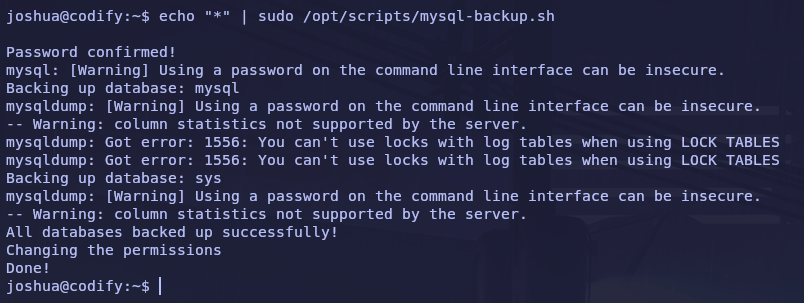 joshua@codify:~$ echo "*" | sudo /opt/scripts/mysql-backup.sh
Password confirmed!
mysql: [Warning] Using a password on the command line interface can be insecure.
Backing up database: mysql
mysqldump: [Warning] Using a password on the command line interface can be insecure.
-- Warning: column statistics not supported by the server.
mysqldump: Got error: 1556: You can't use locks with log tables when using LOCK TABLES
mysqldump: Got error: 1556: You can't use locks with log tables when using LOCK TABLES
Backing up database: sys
mysqldump: [Warning] Using a password on the command line interface can be insecure.
-- Warning: column statistics not supported by the server.
All databases backed up successfully!
Changing the permissions
Done!
joshua@codify:~$